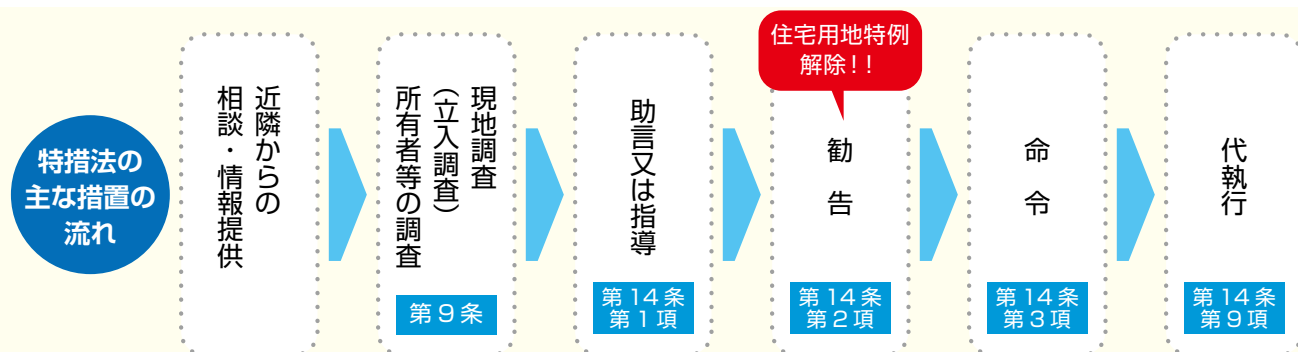 特措法の
主な措置の
流れ
近隣からの
相談・情報提供
現地調査
（立入調査）
所有者等の調査
第９条
助言又は指導
第14条
第１項
住宅用地特例
解除！！
勧告
第14条
第２項
命令
第14条
第３項
代執行
第14条
第９項